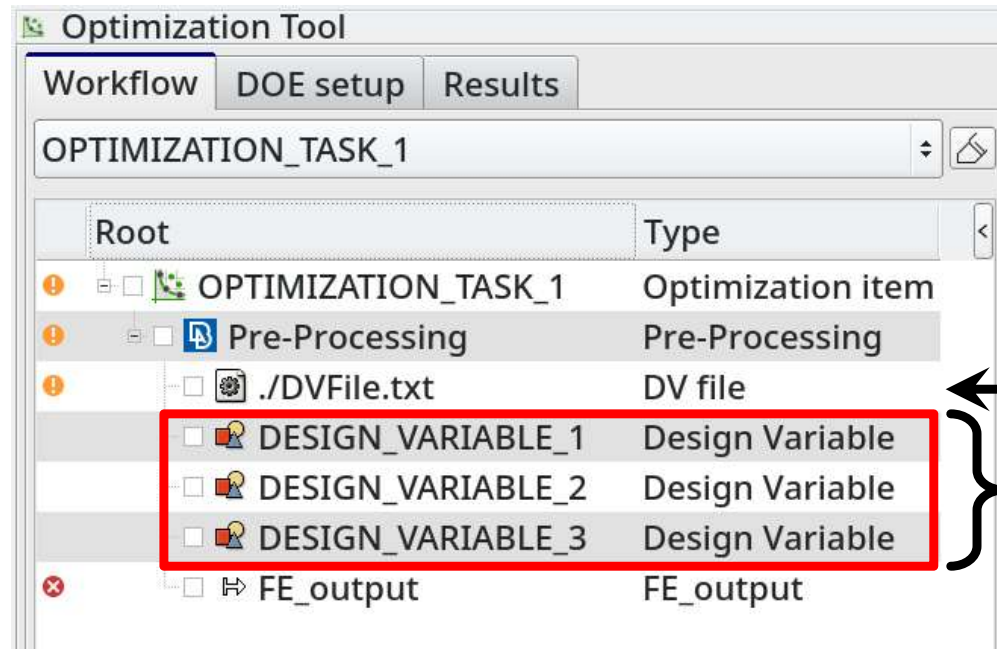 Optimization Tool
Workflow DOE setup Results
OPTIMIZATION_TASK_1
Root Type
OPTIMIZATION_TASK_1 Optimization item
Pre-Processing Pre-Processing
./DVFile.txt DV file
DESIGN_VARIABLE_1 Design Variable
DESIGN_VARIABLE_2 Design Variable
DESIGN_VARIABLE_3 Design Variable
FE_output FE_output